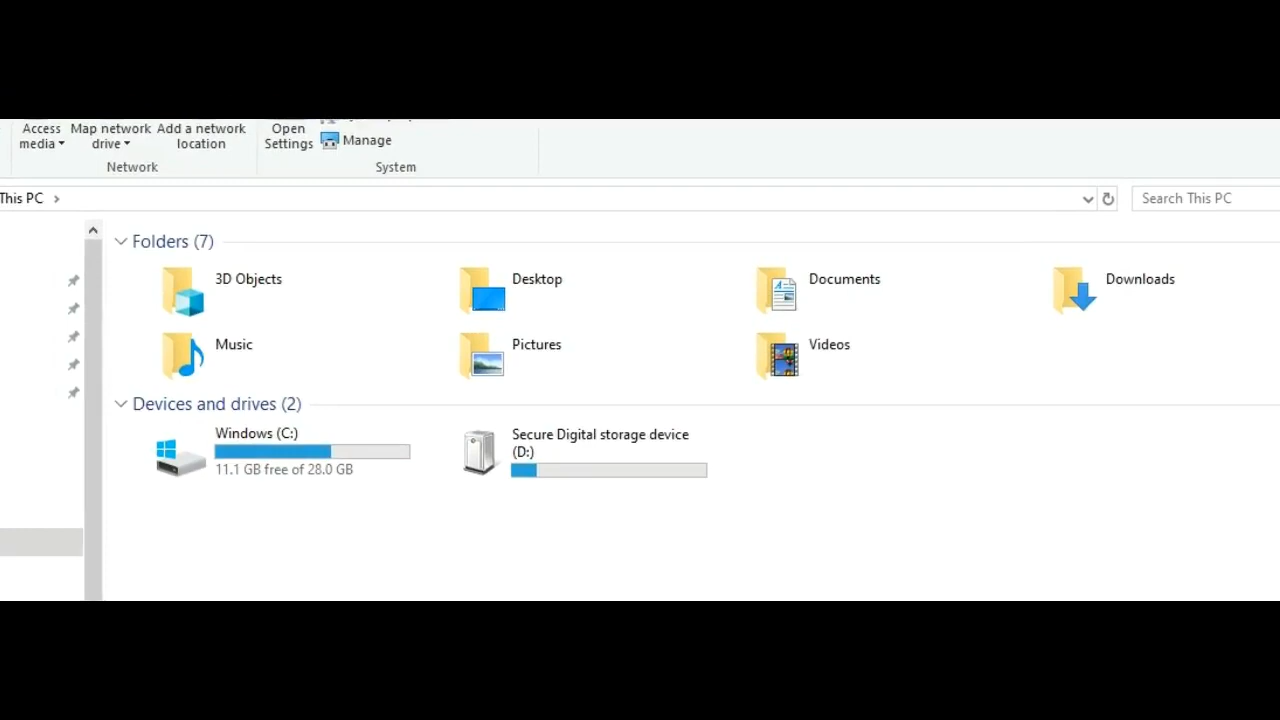 Access
media
Map network
drive
Add a network
location
Open
Settings
Manage
Network
System
This PC
Search This PC
Folders (7)
3D Objects
Desktop
Documents
Downloads
Music
Pictures
Videos
Devices and drives (2)
Windows (C:)
11.1 GB free of 28.0 GB
Secure Digital storage device
(D:)